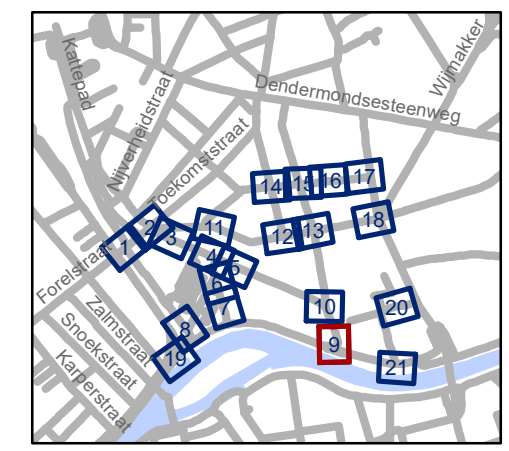 Kattepad
Wijmakker
Nijverheidstraat
Dendermondsesteenweg
Toekomststraat
14
15
16
17
18
11
2
3
1
12
13
4
5
6
7
Forelstraat
10
20
8
9
19
21
Zalmstraat
Snoekstraat
Karperstraat